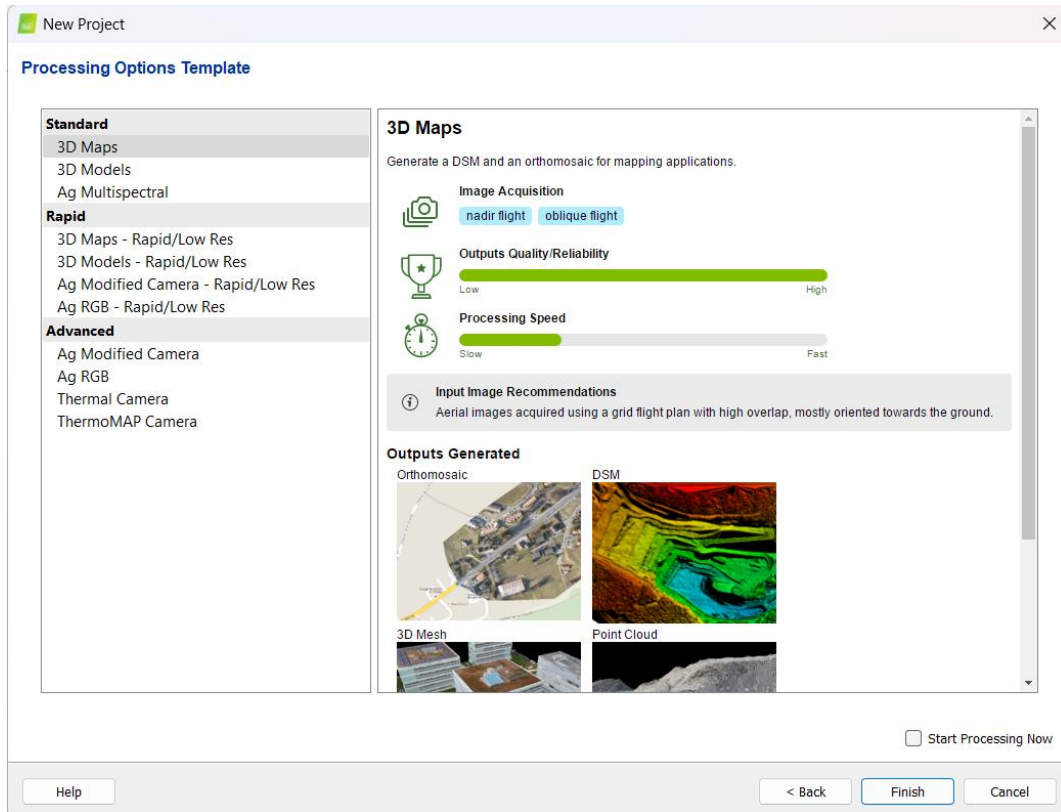 New Project
Processing Options Template
Standard
3D Maps
3D Models
Ag Multispectral
Rapid
3D Maps - Rapid/Low Res
3D Models - Rapid/Low Res
Ag Modified Camera - Rapid/Low Res
Ag RGB - Rapid/Low Res
Advanced
Ag Modified Camera
Ag RGB
Thermal Camera
ThermoMAP Camera
3D Maps
Generate a DSM and an orthomosaic for mapping applications.
Image Acquisition
nadir flight oblique flight
Outputs Quality/Reliability
Low High
Processing Speed
Slow Fast
Input Image Recommendations
Aerial images acquired using a grid flight plan with high overlap, mostly oriented towards the ground.
Outputs Generated
Orthomosaic DSM
3D Mesh Point Cloud
Start Processing Now
Help < Back Finish Cancel